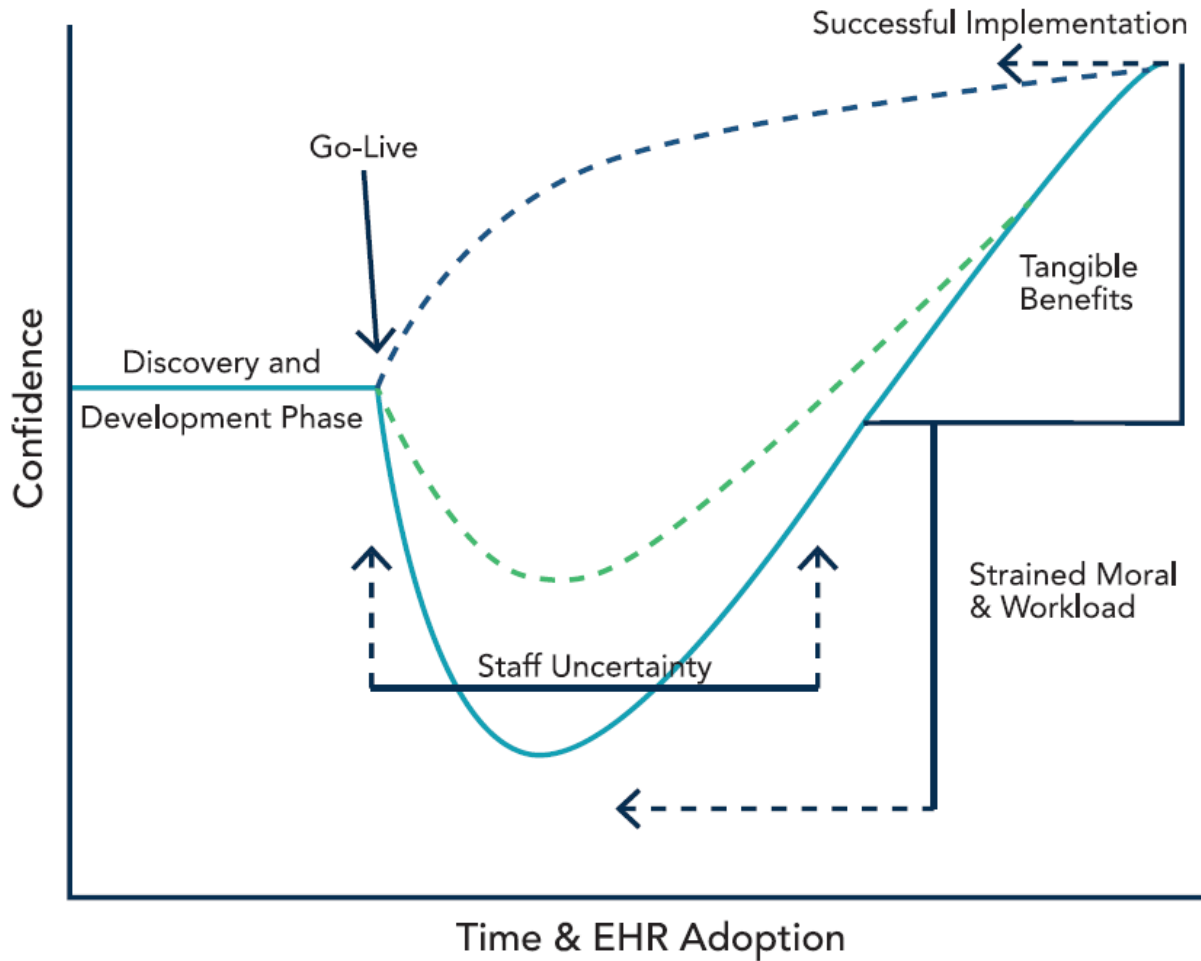 Successful Implementation
Go-Live
Discovery and
Development Phase
Tangible
Benefits
Confidence
Strained Moral
& Workload
Staff Uncertainty
Time & EHR Adoption